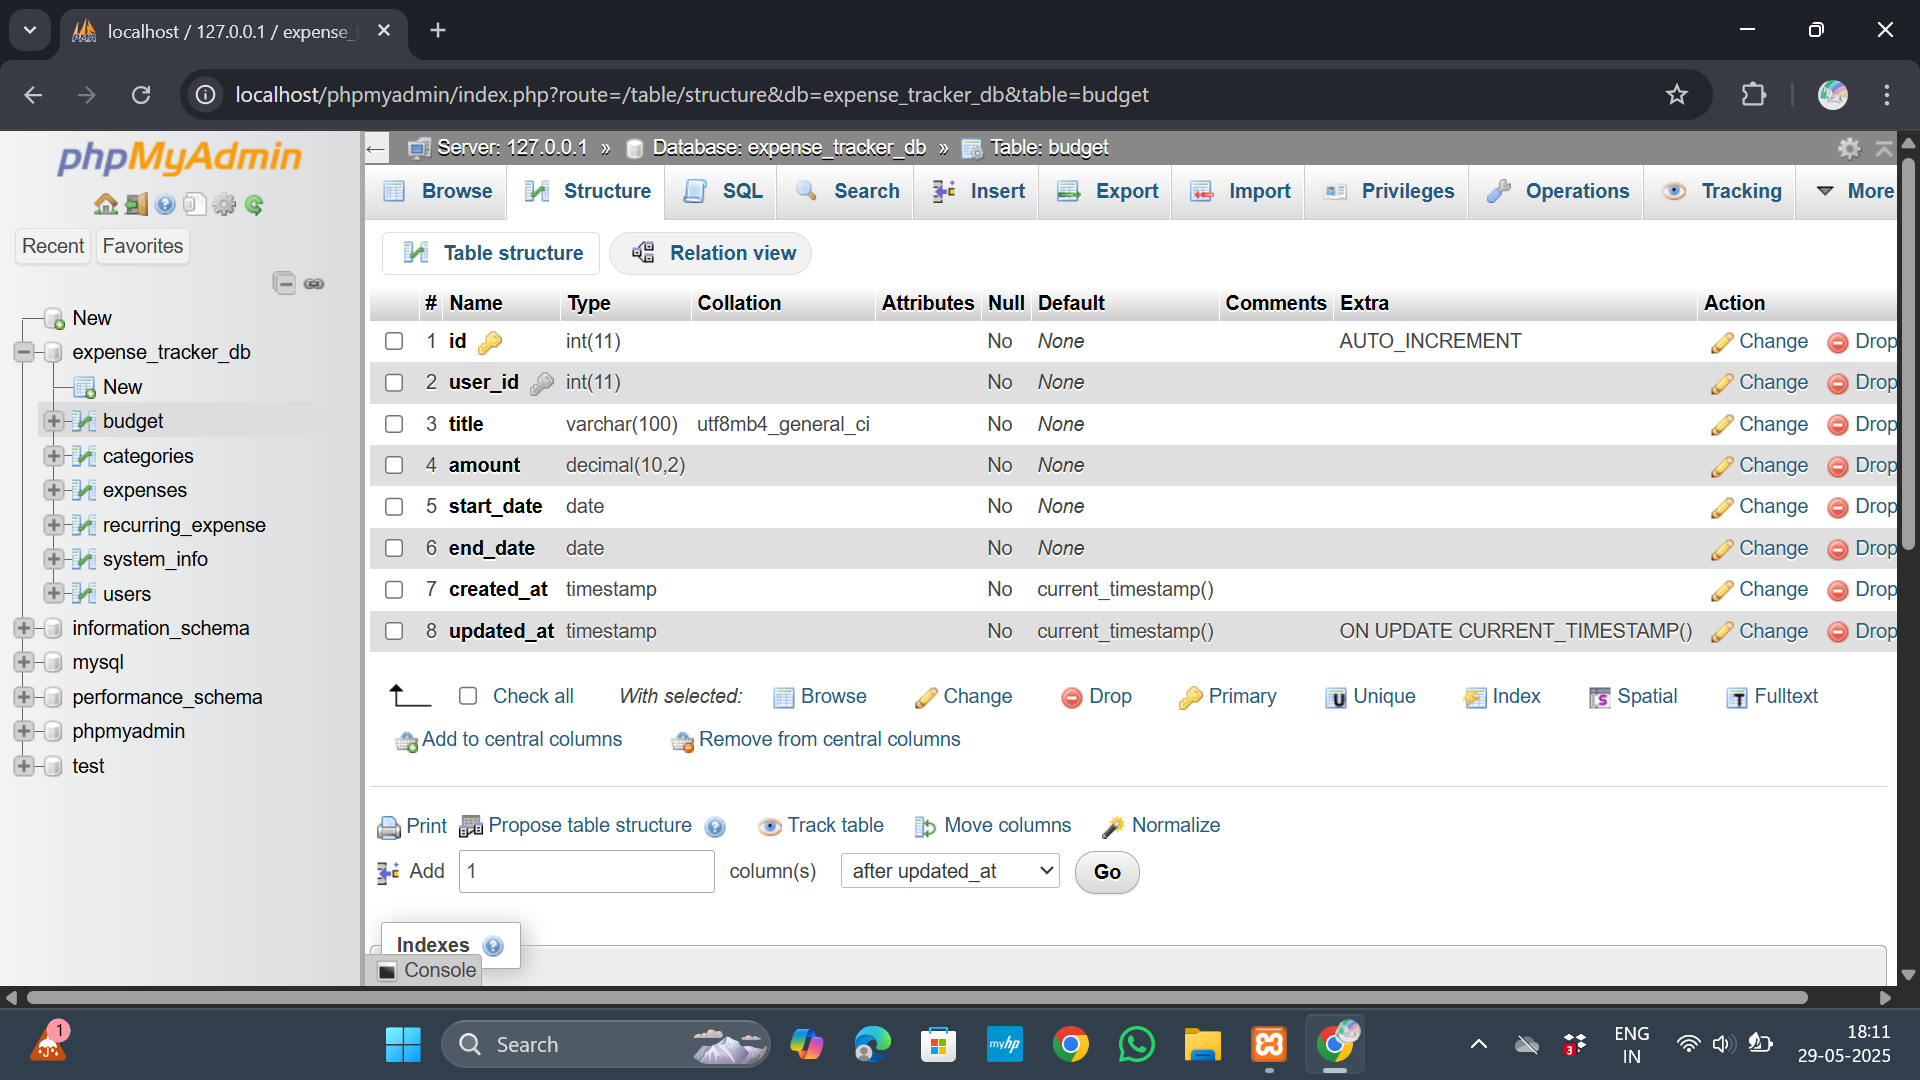 localhost / 127.0.0.1 / expense_
localhost/phpmyadmin/index.php?route=/table/structure&db=expense_tracker_db&table=budget
phpMyAdmin
Recent Favorites
New
expense_tracker_db
New
budget
categories
expenses
recurring_expense
system_info
users
information_schema
mysql
performance_schema
phpmyadmin
test
Server: 127.0.0.1 » Database: expense_tracker_db » Table: budget
Browse Structure SQL Search Insert Export Import Privileges Operations Tracking More
Table structure Relation view
# Name Type Collation Attributes Null Default Comments Extra Action
1 id int(11) No None AUTO_INCREMENT Change Drop
2 user_id int(11) No None Change Drop
3 title varchar(100) utf8mb4_general_ci No None Change Drop
4 amount decimal(10,2) No None Change Drop
5 start_date date No None Change Drop
6 end_date date No None Change Drop
7 created_at timestamp No current_timestamp() Change Drop
8 updated_at timestamp No current_timestamp() ON UPDATE CURRENT_TIMESTAMP() Change Drop
Check all With selected: Browse Change Drop Primary Unique Index Spatial Fulltext
Add to central columns Remove from central columns
Print Propose table structure Track table Move columns Normalize
Add 1 column(s) after updated_at Go
Indexes
Console
1
Search
myhp
3
ENG
IN
18:11
29-05-2025